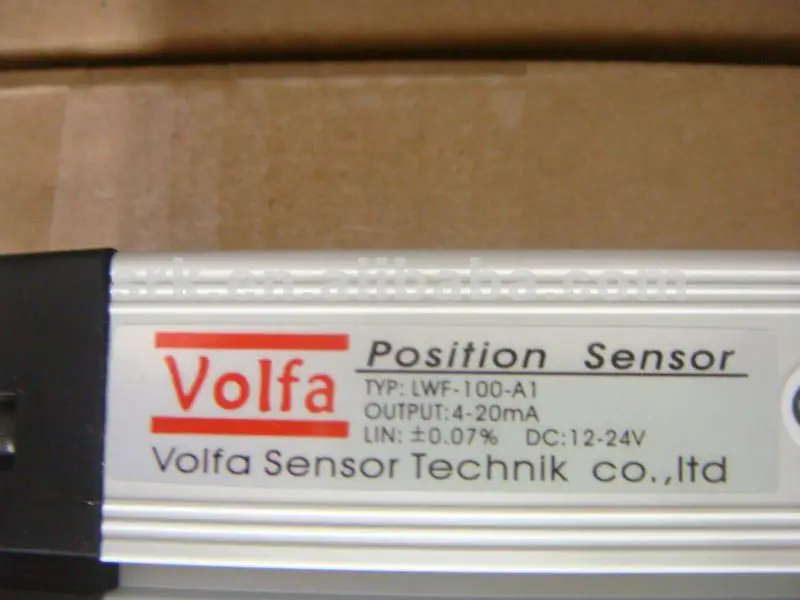 srk.en.alibaba.com
Volfa
Position Sensor
TYP: LWF-100-A1
OUTPUT:4-20mA
LIN: ±0.07% DC:12-24V
Volfa Sensor Technik co.,ltd